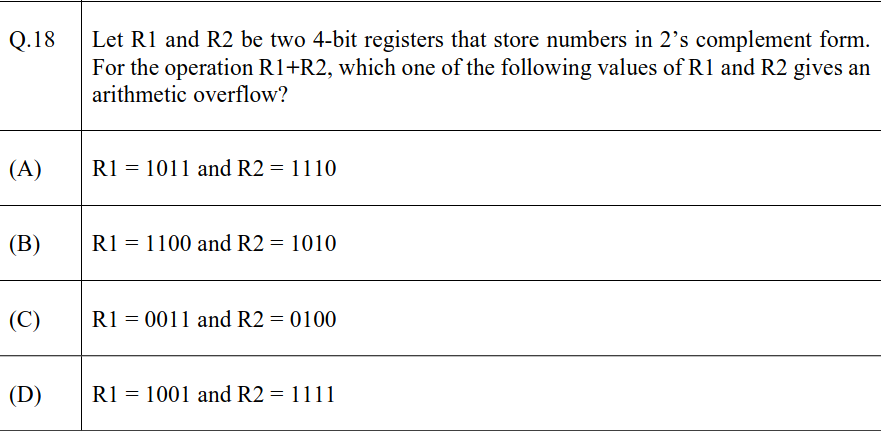 Q.18 Let R1 and R2 be two 4-bit registers that store numbers in 2’s complement form.
For the operation R1+R2, which one of the following values of R1 and R2 gives an
arithmetic overflow?
(A) R1 = 1011 and R2 = 1110
(B) R1 = 1100 and R2 = 1010
(C) R1 = 0011 and R2 = 0100
(D) R1 = 1001 and R2 = 1111